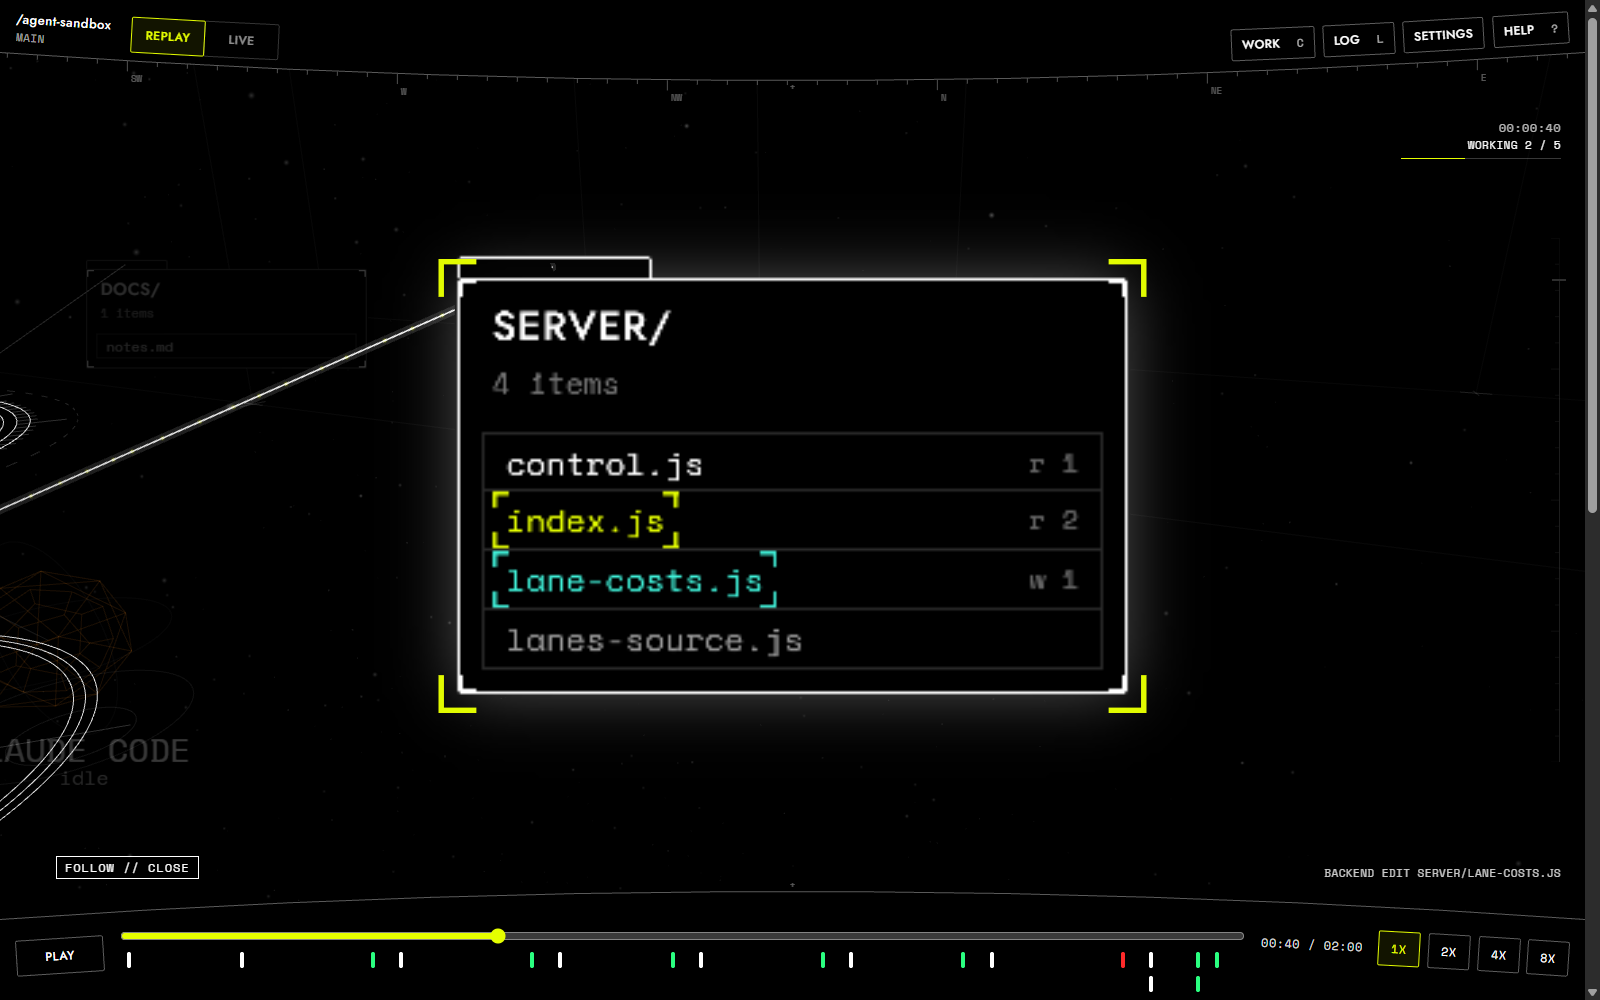 /agent-sandbox
MAIN
REPLAY
LIVE
WORK C
LOG L
SETTINGS
HELP ?
SW
W
NW
N
NE
E
00:00:40
WORKING 2 / 5
DOCS/
1 items
notes.md
SERVER/
4 items
control.js r 1
index.js r 2
lane-costs.js w 1
lanes-source.js
LAUDE CODE
idle
FOLLOW // CLOSE
BACKEND EDIT SERVER/LANE-COSTS.JS
PLAY
00:40 / 02:00
1X
2X
4X
8X